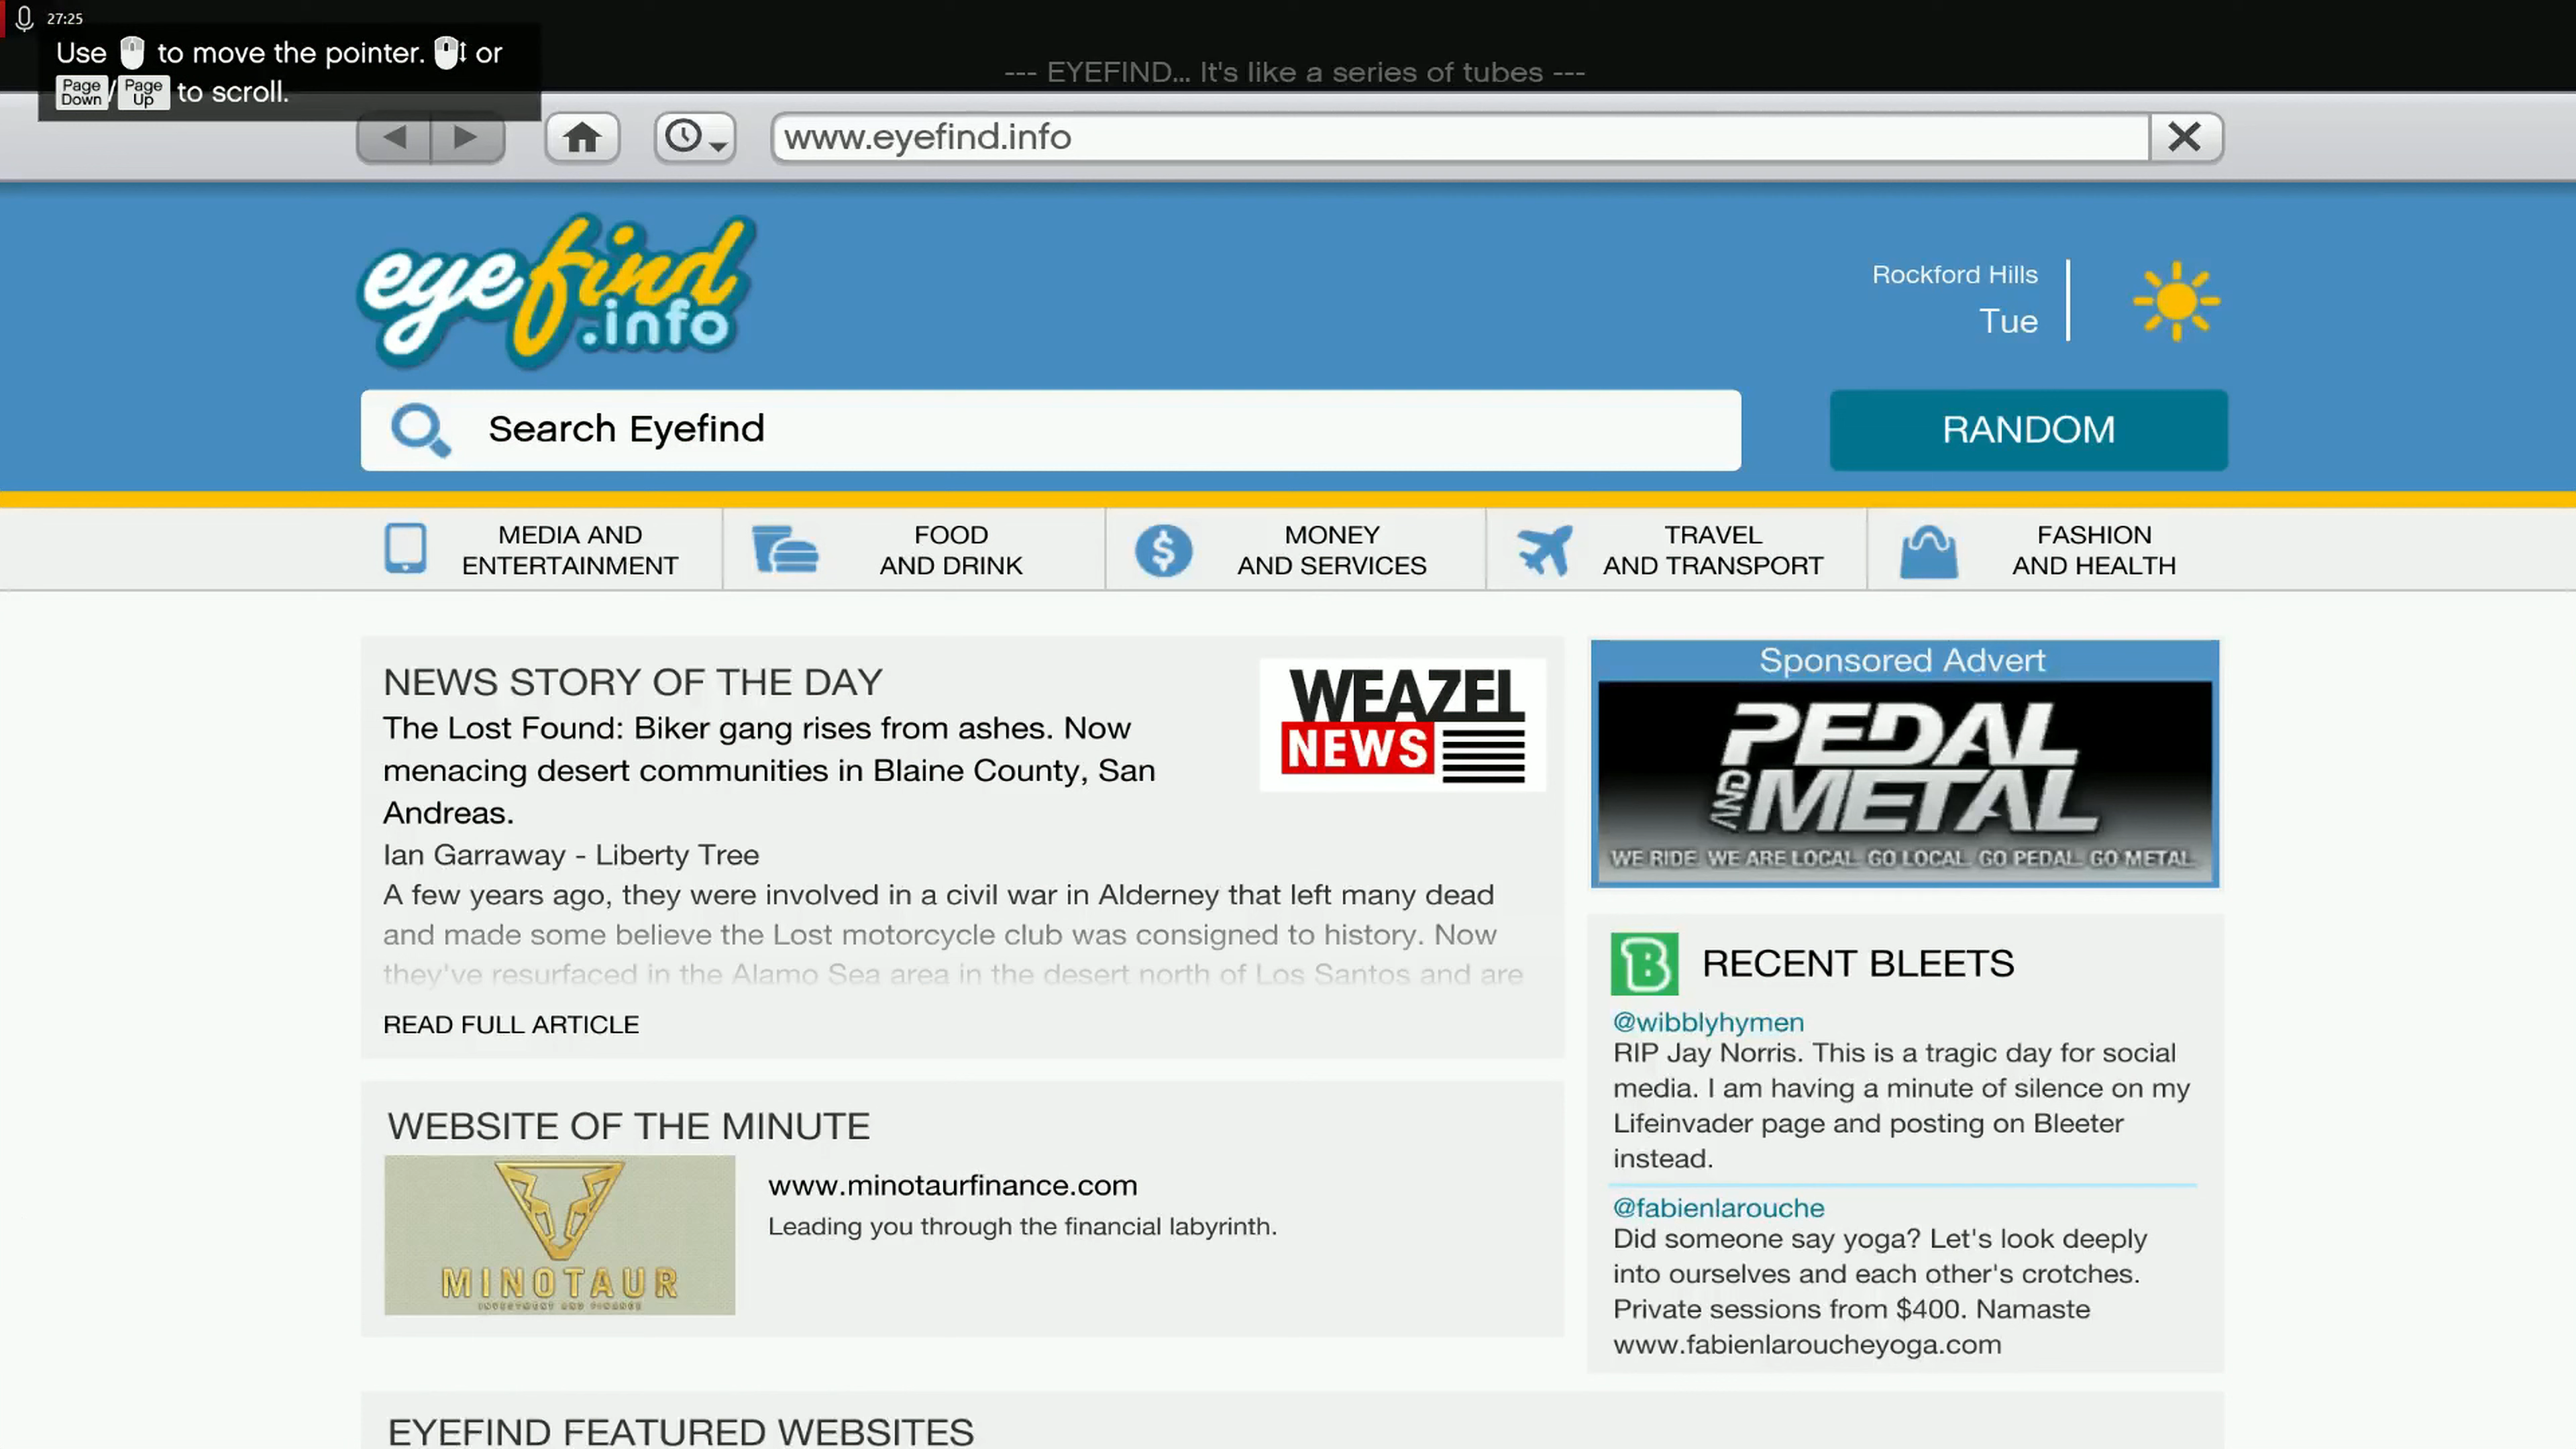 27:25
Use to move the pointer. or
Page Down / Page Up to scroll.
--- EYEFIND... It's like a series of tubes ---
www.eyefind.info
eyefind
.info
Rockford Hills
Tue
Search Eyefind
RANDOM
MEDIA AND
ENTERTAINMENT
FOOD
AND DRINK
MONEY
AND SERVICES
TRAVEL
AND TRANSPORT
FASHION
AND HEALTH
NEWS STORY OF THE DAY
The Lost Found: Biker gang rises from ashes. Now
menacing desert communities in Blaine County, San
Andreas.
Ian Garraway - Liberty Tree
A few years ago, they were involved in a civil war in Alderney that left many dead
and made some believe the Lost motorcycle club was consigned to history. Now
they've resurfaced in the Alamo Sea area in the desert north of Los Santos and are
READ FULL ARTICLE
WEAZEL
NEWS
Sponsored Advert
PEDAL
AND METAL
WE RIDE. WE ARE LOCAL. GO LOCAL. GO PEDAL. GO METAL.
B RECENT BLEETS
@wibblyhymen
RIP Jay Norris. This is a tragic day for social
media. I am having a minute of silence on my
Lifeinvader page and posting on Bleeter
instead.
@fabienlarouche
Did someone say yoga? Let's look deeply
into ourselves and each other's crotches.
Private sessions from $400. Namaste
www.fabienlaroucheyoga.com
WEBSITE OF THE MINUTE
MINOTAUR
INVESTMENT AND FINANCE
www.minotaurfinance.com
Leading you through the financial labyrinth.
EYEFIND FEATURED WEBSITES